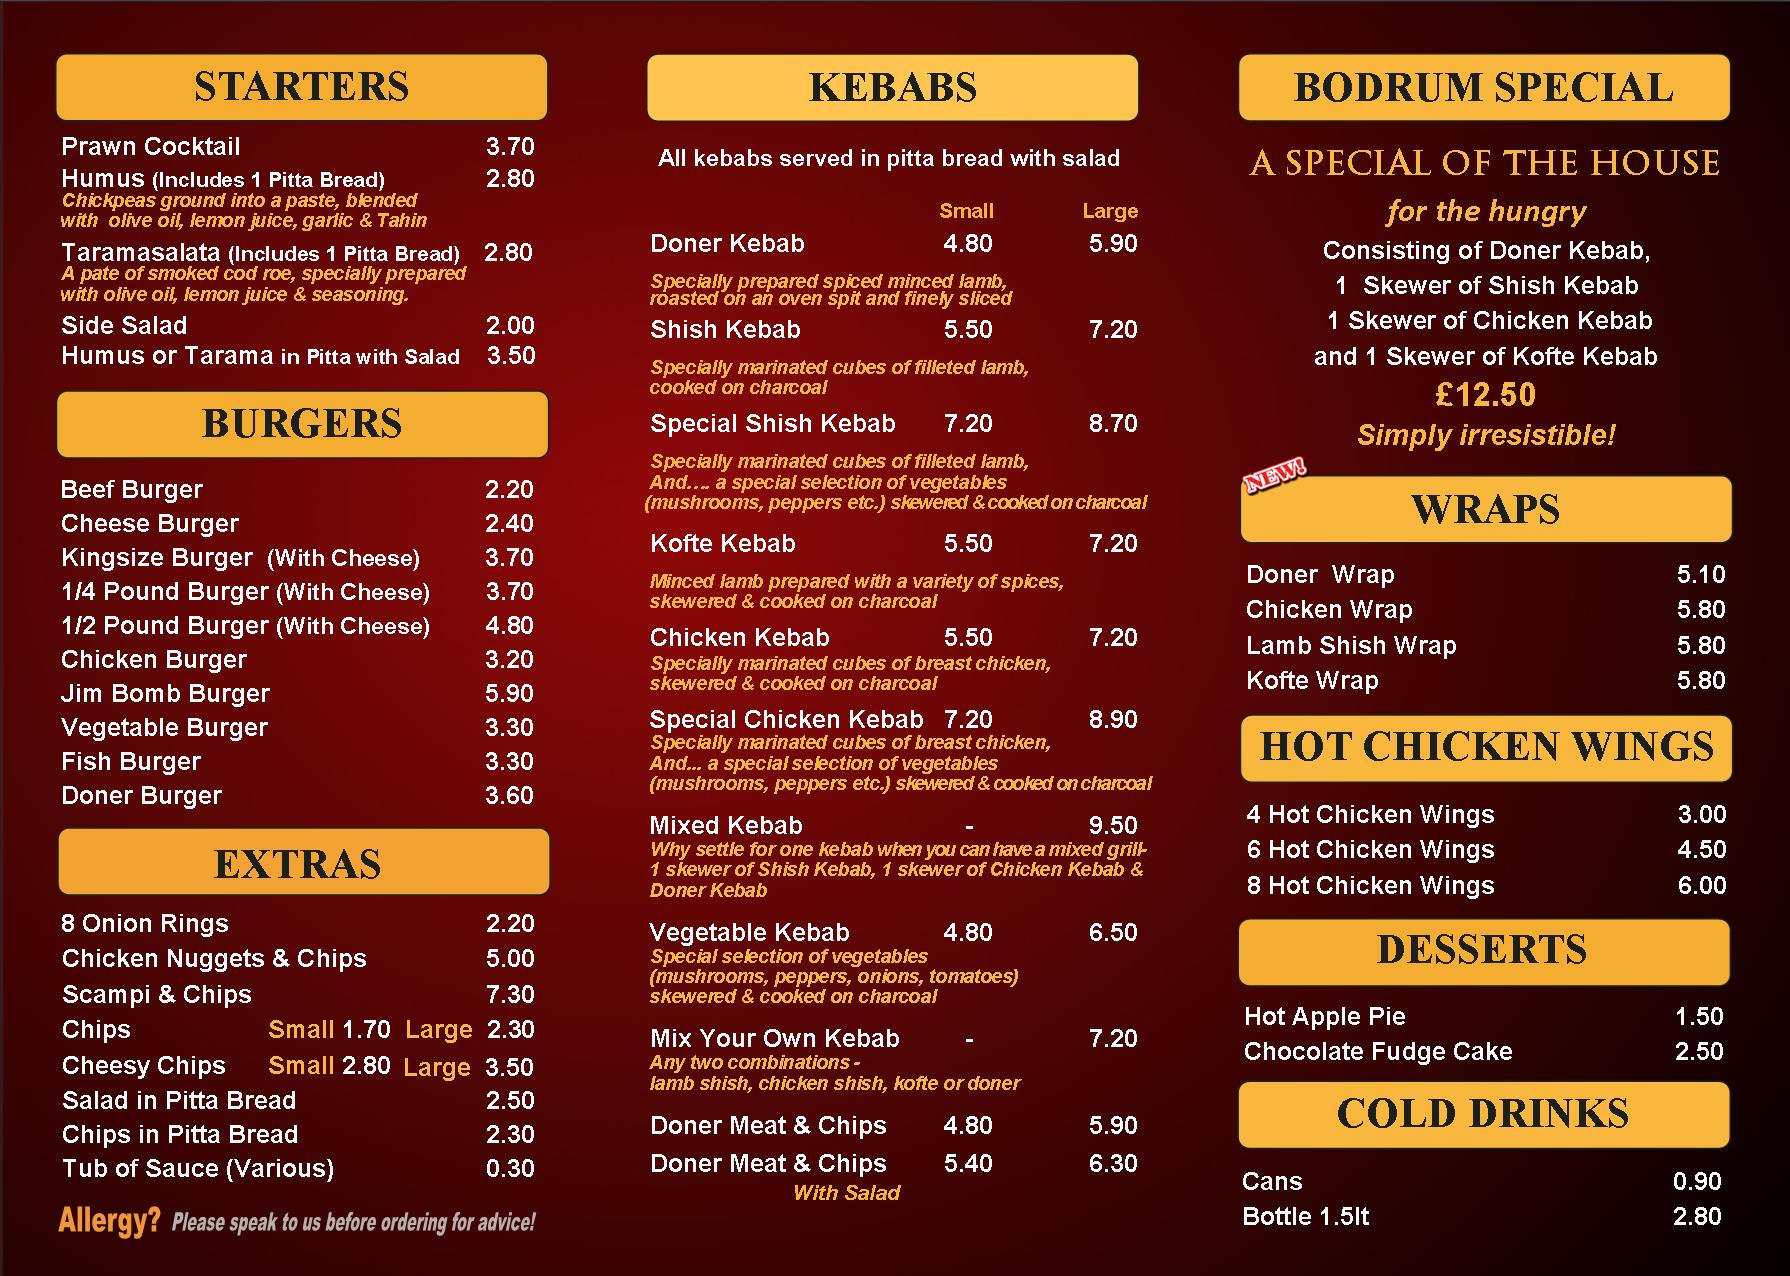 STARTERS
Prawn Cocktail 3.70
Humus (Includes 1 Pitta Bread) 2.80
Chickpeas ground into a paste, blended
with olive oil, lemon juice, garlic & Tahin
Taramasalata (Includes 1 Pitta Bread) 2.80
A pate of smoked cod roe, specially prepared
with olive oil, lemon juice & seasoning.
Side Salad 2.00
Humus or Tarama in Pitta with Salad 3.50
BURGERS
Beef Burger 2.20
Cheese Burger 2.40
Kingsize Burger (With Cheese) 3.70
1/4 Pound Burger (With Cheese) 3.70
1/2 Pound Burger (With Cheese) 4.80
Chicken Burger 3.20
Jim Bomb Burger 5.90
Vegetable Burger 3.30
Fish Burger 3.30
Doner Burger 3.60
EXTRAS
8 Onion Rings 2.20
Chicken Nuggets & Chips 5.00
Scampi & Chips 7.30
Chips Small 1.70 Large 2.30
Cheesy Chips Small 2.80 Large 3.50
Salad in Pitta Bread 2.50
Chips in Pitta Bread 2.30
Tub of Sauce (Various) 0.30
Allergy? Please speak to us before ordering for advice!
KEBABS
All kebabs served in pitta bread with salad
Small Large
Doner Kebab 4.80 5.90
Specially prepared spiced minced lamb,
roasted on an oven spit and finely sliced
Shish Kebab 5.50 7.20
Specially marinated cubes of filleted lamb,
cooked on charcoal
Special Shish Kebab 7.20 8.70
Specially marinated cubes of filleted lamb,
And.... a special selection of vegetables
(mushrooms, peppers etc.) skewered & cooked on charcoal
Kofte Kebab 5.50 7.20
Minced lamb prepared with a variety of spices,
skewered & cooked on charcoal
Chicken Kebab 5.50 7.20
Specially marinated cubes of breast chicken,
skewered & cooked on charcoal
Special Chicken Kebab 7.20 8.90
Specially marinated cubes of breast chicken,
And... a special selection of vegetables
(mushrooms, peppers etc.) skewered & cooked on charcoal
Mixed Kebab - 9.50
Why settle for one kebab when you can have a mixed grill-
1 skewer of Shish Kebab, 1 skewer of Chicken Kebab &
Doner Kebab
Vegetable Kebab 4.80 6.50
Special selection of vegetables
(mushrooms, peppers, onions, tomatoes)
skewered & cooked on charcoal
Mix Your Own Kebab - 7.20
Any two combinations -
lamb shish, chicken shish, kofte or doner
Doner Meat & Chips 4.80 5.90
Doner Meat & Chips 5.40 6.30
With Salad
BODRUM SPECIAL
A SPECIAL OF THE HOUSE
for the hungry
Consisting of Doner Kebab,
1 Skewer of Shish Kebab
1 Skewer of Chicken Kebab
and 1 Skewer of Kofte Kebab
£12.50
Simply irresistible!
NEW!
WRAPS
Doner Wrap 5.10
Chicken Wrap 5.80
Lamb Shish Wrap 5.80
Kofte Wrap 5.80
HOT CHICKEN WINGS
4 Hot Chicken Wings 3.00
6 Hot Chicken Wings 4.50
8 Hot Chicken Wings 6.00
DESSERTS
Hot Apple Pie 1.50
Chocolate Fudge Cake 2.50
COLD DRINKS
Cans 0.90
Bottle 1.5lt 2.80